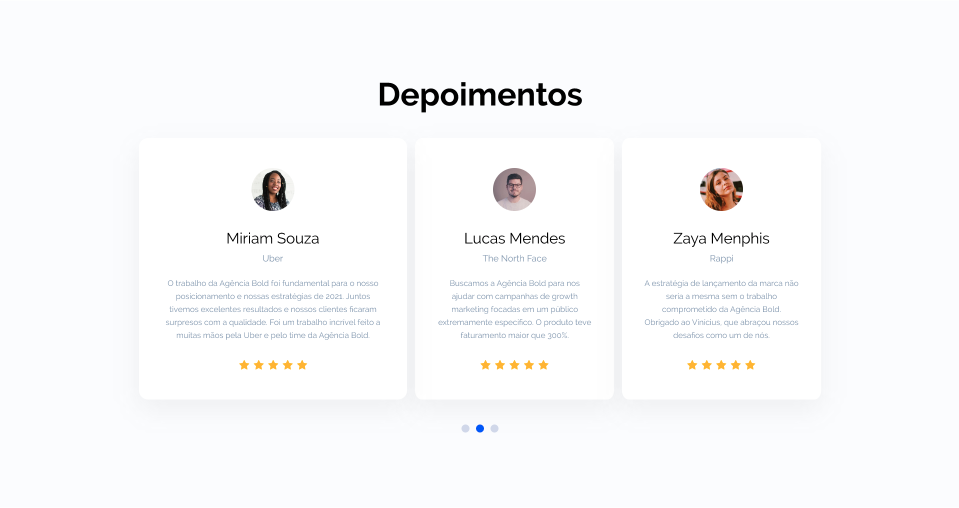 Depoimentos
Miriam Souza
Uber
O trabalho da Agência Bold foi fundamental para o nosso
posicionamento e nossas estratégias de 2021. Juntos
tivemos excelentes resultados e nossos clientes ficaram
surpresos com a qualidade. Foi um trabalho incrível feito a
muitas mãos pela Uber e pelo time da Agência Bold.
Lucas Mendes
The North Face
Buscamos a Agência Bold para nos
ajudar com campanhas de growth
marketing focadas em um público
extremamente específico. O produto teve
faturamento maior que 300%.
Zaya Menphis
Rappi
A estratégia de lançamento da marca não
seria a mesma sem o trabalho
comprometido da Agência Bold.
Obrigado ao Vinicius, que abraçou nossos
desafios como um de nós.